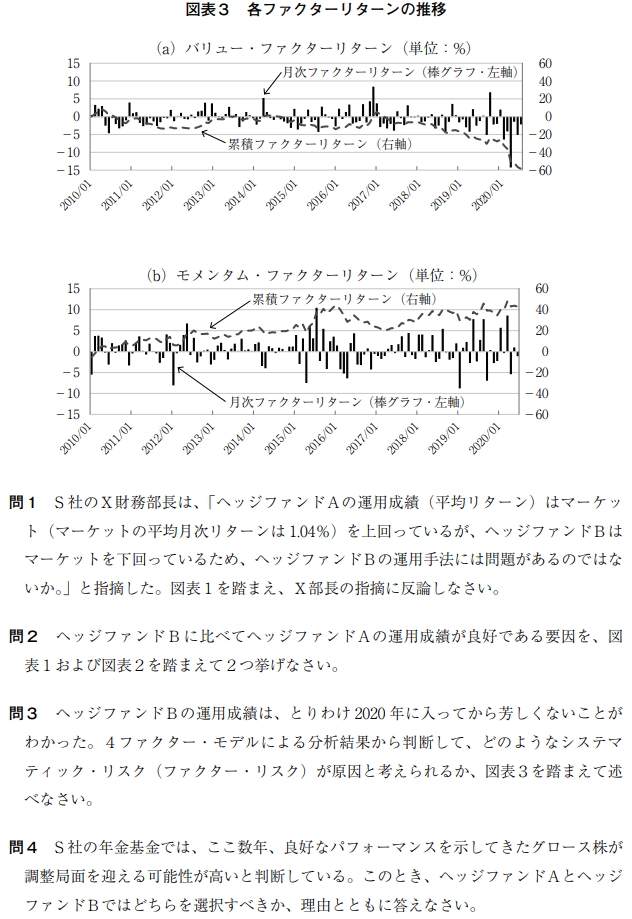 図表３　各ファクターリターンの推移
（a）バリュー・ファクターリターン（単位：％）
15
10
5
0
－5
－10
－15
60
40
20
0
－20
－40
－60
月次ファクターリターン（棒グラフ・左軸）
累積ファクターリターン（右軸）
2010/01
2011/01
2012/01
2013/01
2014/01
2015/01
2016/01
2017/01
2018/01
2019/01
2020/01
（b）モメンタム・ファクターリターン（単位：％）
15
10
5
0
－5
－10
－15
60
40
20
0
－20
－40
－60
累積ファクターリターン（右軸）
月次ファクターリターン（棒グラフ・左軸）
2010/01
2011/01
2012/01
2013/01
2014/01
2015/01
2016/01
2017/01
2018/01
2019/01
2020/01
問１　Ｓ社のＸ財務部長は、「ヘッジファンドＡの運用成績（平均リターン）はマーケッ
ト（マーケットの平均月次リターンは1.04％）を上回っているが、ヘッジファンドＢは
マーケットを下回っているため、ヘッジファンドＢの運用手法には問題があるのではな
いか。」と指摘した。図表１を踏まえ、Ｘ部長の指摘に反論しなさい。
問２　ヘッジファンドＢに比べてヘッジファンドＡの運用成績が良好である要因を、図
表１および図表２を踏まえて２つ挙げなさい。
問３　ヘッジファンドＢの運用成績は、とりわけ2020年に入ってから芳しくないことが
わかった。４ファクター・モデルによる分析結果から判断して、どのようなシステマ
ティック・リスク（ファクター・リスク）が原因と考えられるか、図表３を踏まえて述
べなさい。
問４　Ｓ社の年金基金では、ここ数年、良好なパフォーマンスを示してきたグロース株が
調整局面を迎える可能性が高いと判断している。このとき、ヘッジファンドＡとヘッジ
ファンドＢではどちらを選択すべきか、理由とともに答えなさい。